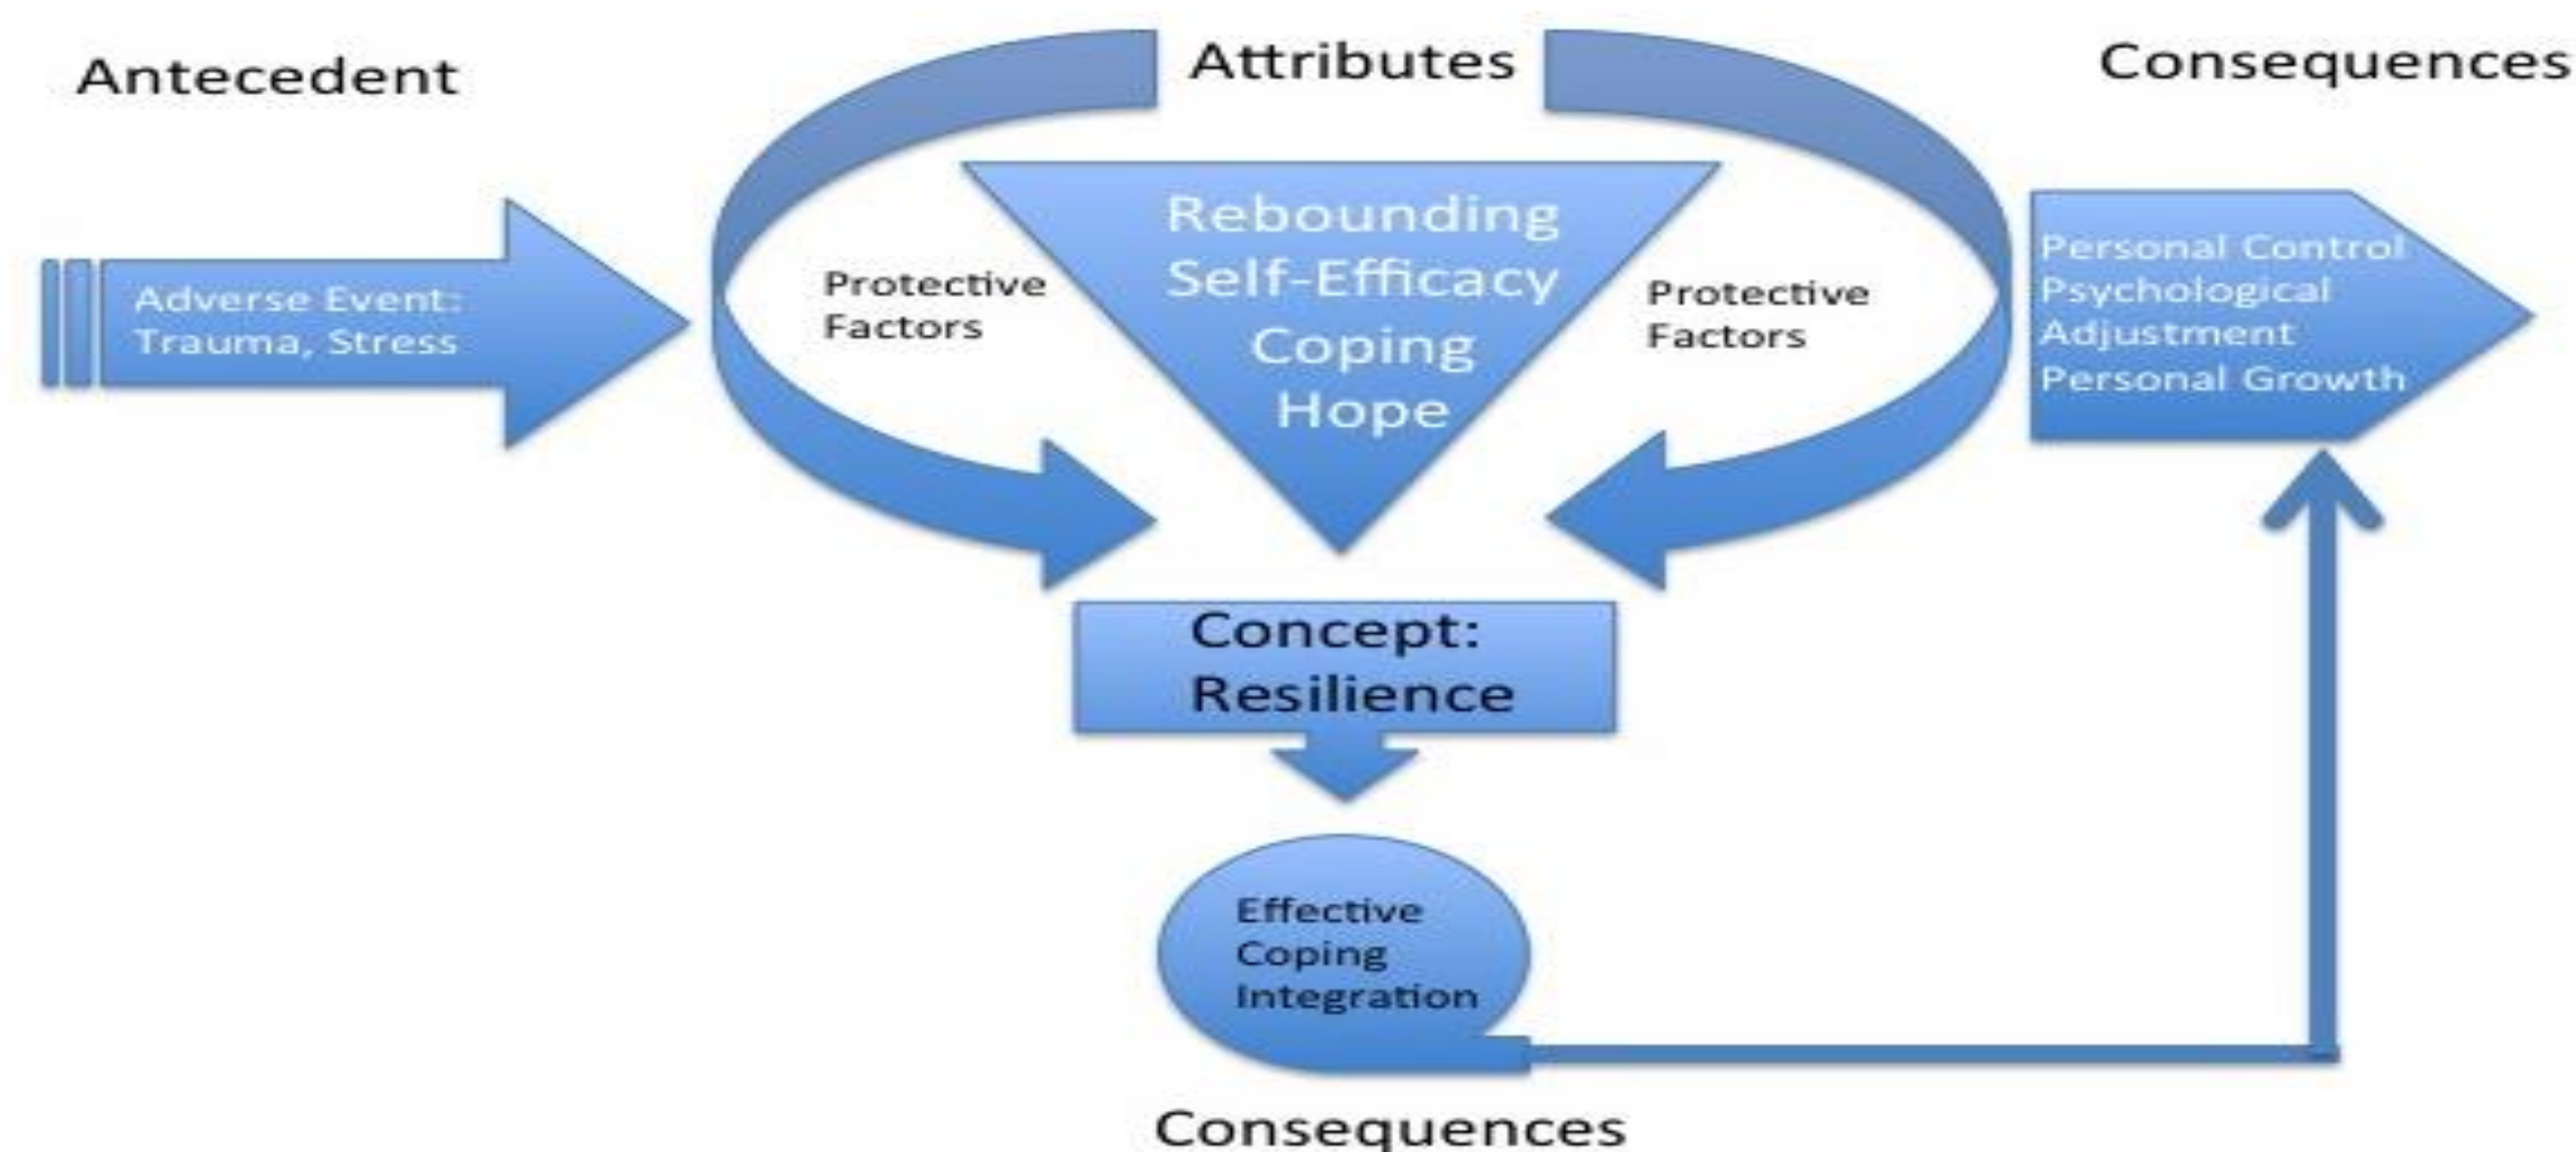 Antecedent
Attributes
Consequences
Adverse Event:
Trauma, Stress
Protective
Factors
Rebounding
Self-Efficacy
Coping
Hope
Protective
Factors
Personal Control
Psychological
Adjustment
Personal Growth
Concept:
Resilience
Effective
Coping
Integration
Consequences